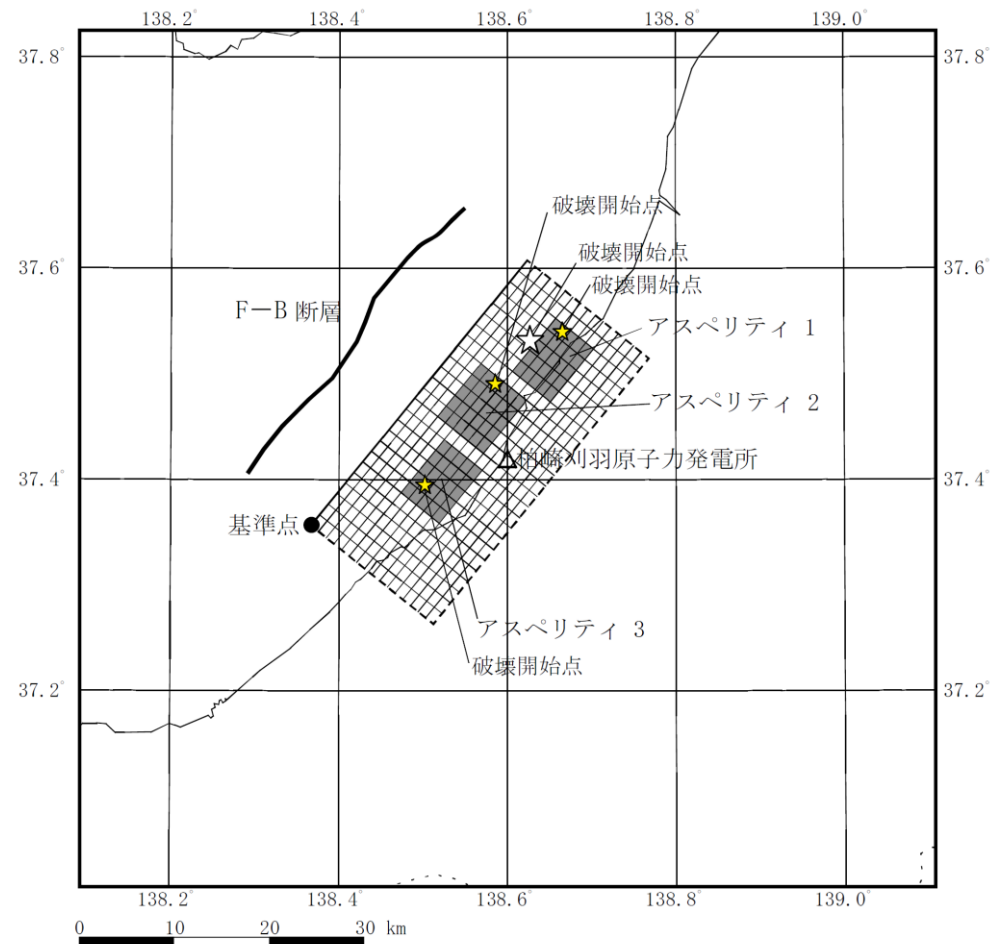 138.2° 138.4° 138.6° 138.8° 139.0°
37.8° 37.8°
破壊開始点
破壊開始点
37.6° 37.6°
破壊開始点
F－B 断層
アスペリティ 1
アスペリティ 2
柏崎刈羽原子力発電所
37.4° 37.4°
基準点
アスペリティ 3
破壊開始点
37.2° 37.2°
138.2° 138.4° 138.6° 138.8° 139.0°
0 10 20 30 km